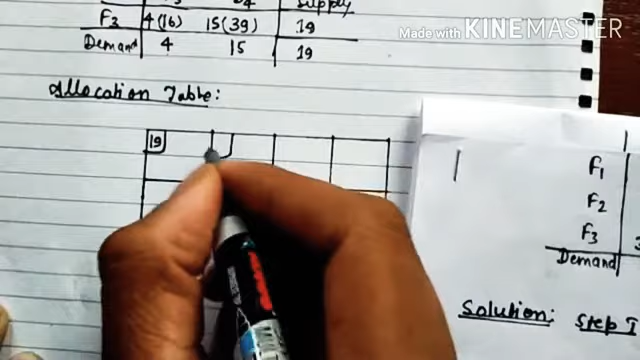 Supply
F3 4(16) 15(39) 19
Demand 4 15 19
Allocation Table:
19
F1
F2
F3
Demand
Solution: Step I
Made with KINEMASTER